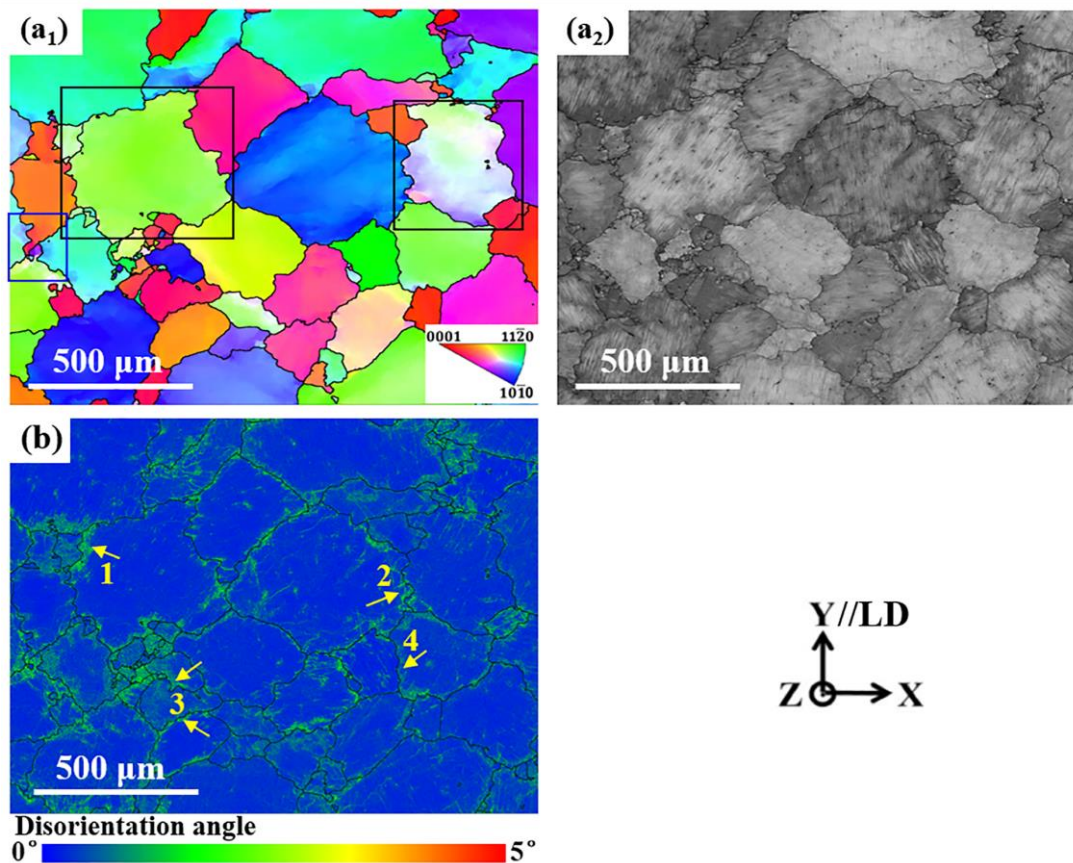 (a₁)
(a₂)
0001
112̅0
101̅0
500 μm
500 μm
(b)
1
2
4
3
500 μm
Disorientation angle
0°
5°
Y//LD
Z
X